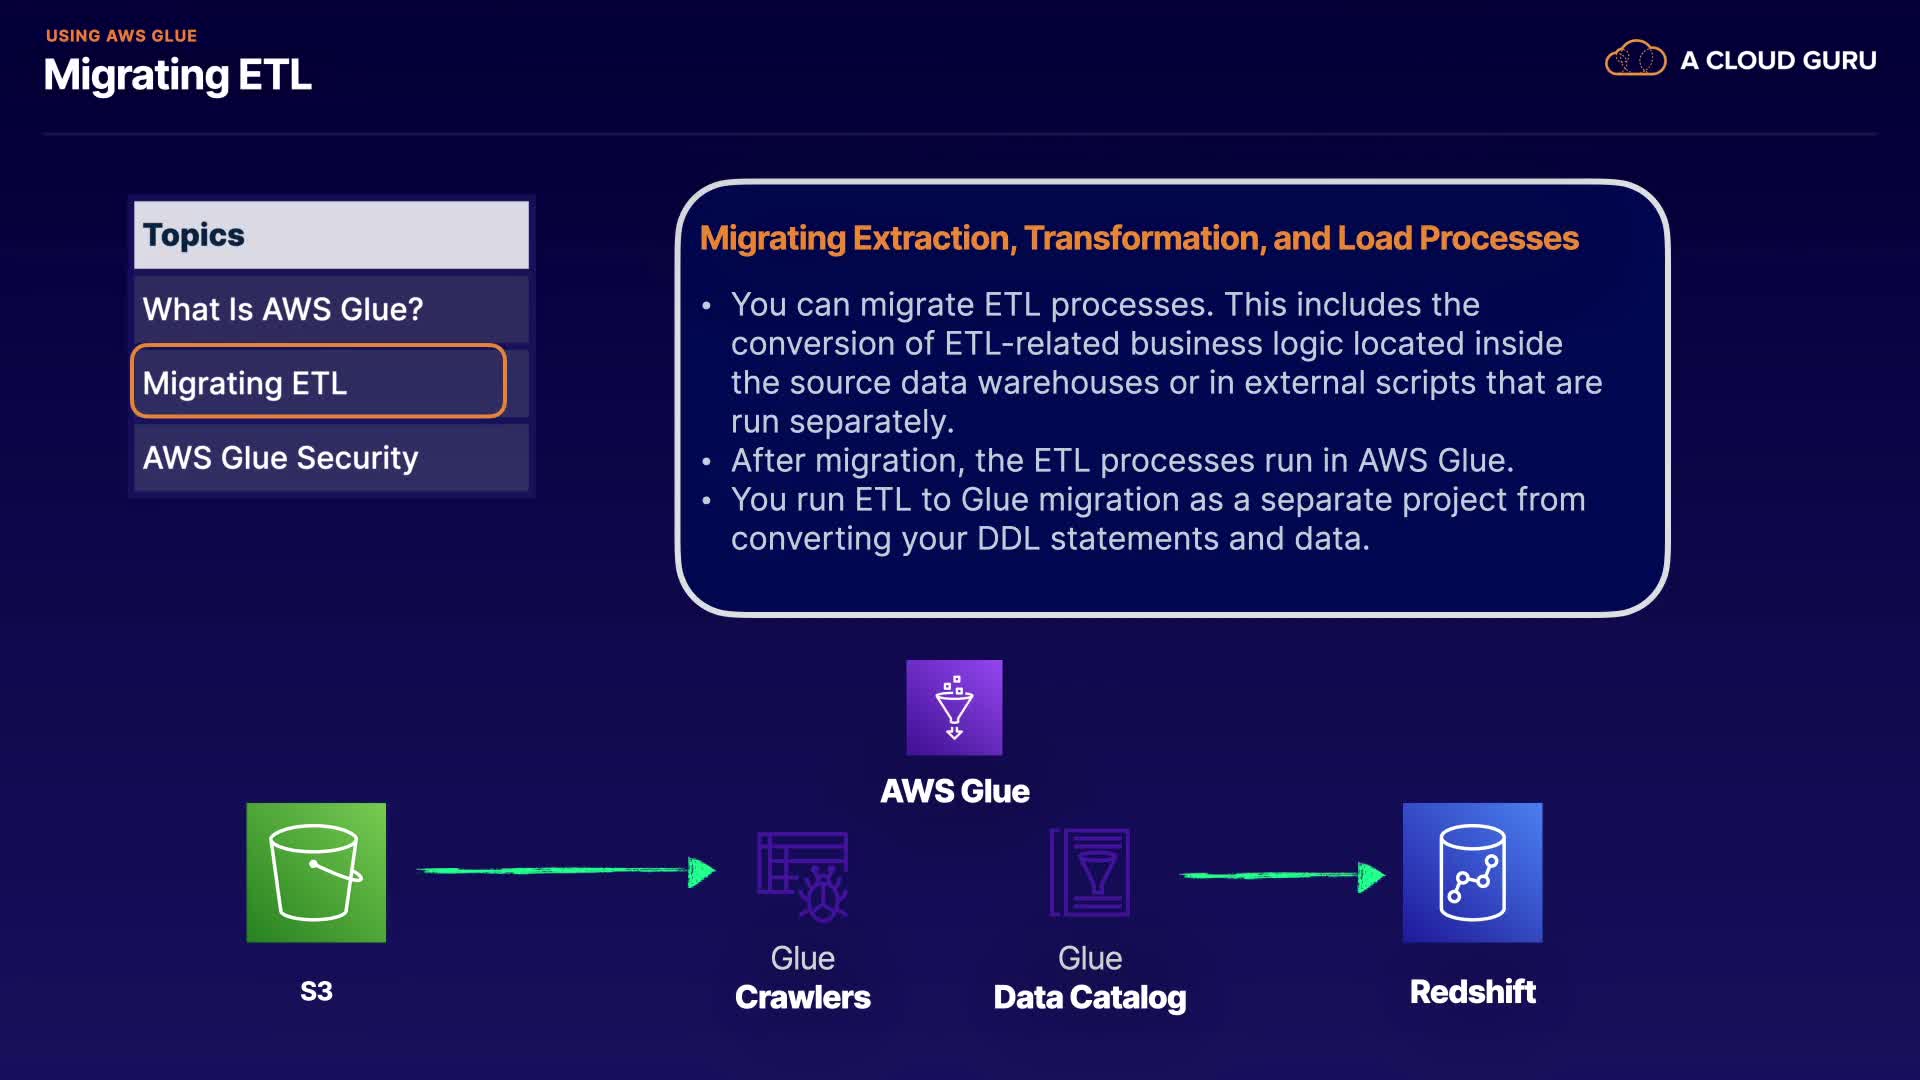 USING AWS GLUE
Migrating ETL
A CLOUD GURU
Topics
What Is AWS Glue?
Migrating ETL
AWS Glue Security
Migrating Extraction, Transformation, and Load Processes
• You can migrate ETL processes. This includes the
conversion of ETL-related business logic located inside
the source data warehouses or in external scripts that are
run separately.
• After migration, the ETL processes run in AWS Glue.
• You run ETL to Glue migration as a separate project from
converting your DDL statements and data.
AWS Glue
S3
Glue
Crawlers
Glue
Data Catalog
Redshift